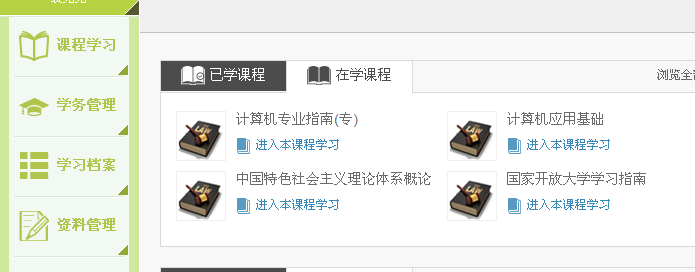 课程学习
学务管理
学习档案
资料管理
已学课程
在学课程
浏览全
计算机专业指南(专)
进入本课程学习
计算机应用基础
进入本课程学习
中国特色社会主义理论体系概论
进入本课程学习
国家开放大学学习指南
进入本课程学习
LAW
LAW
LAW
LAW